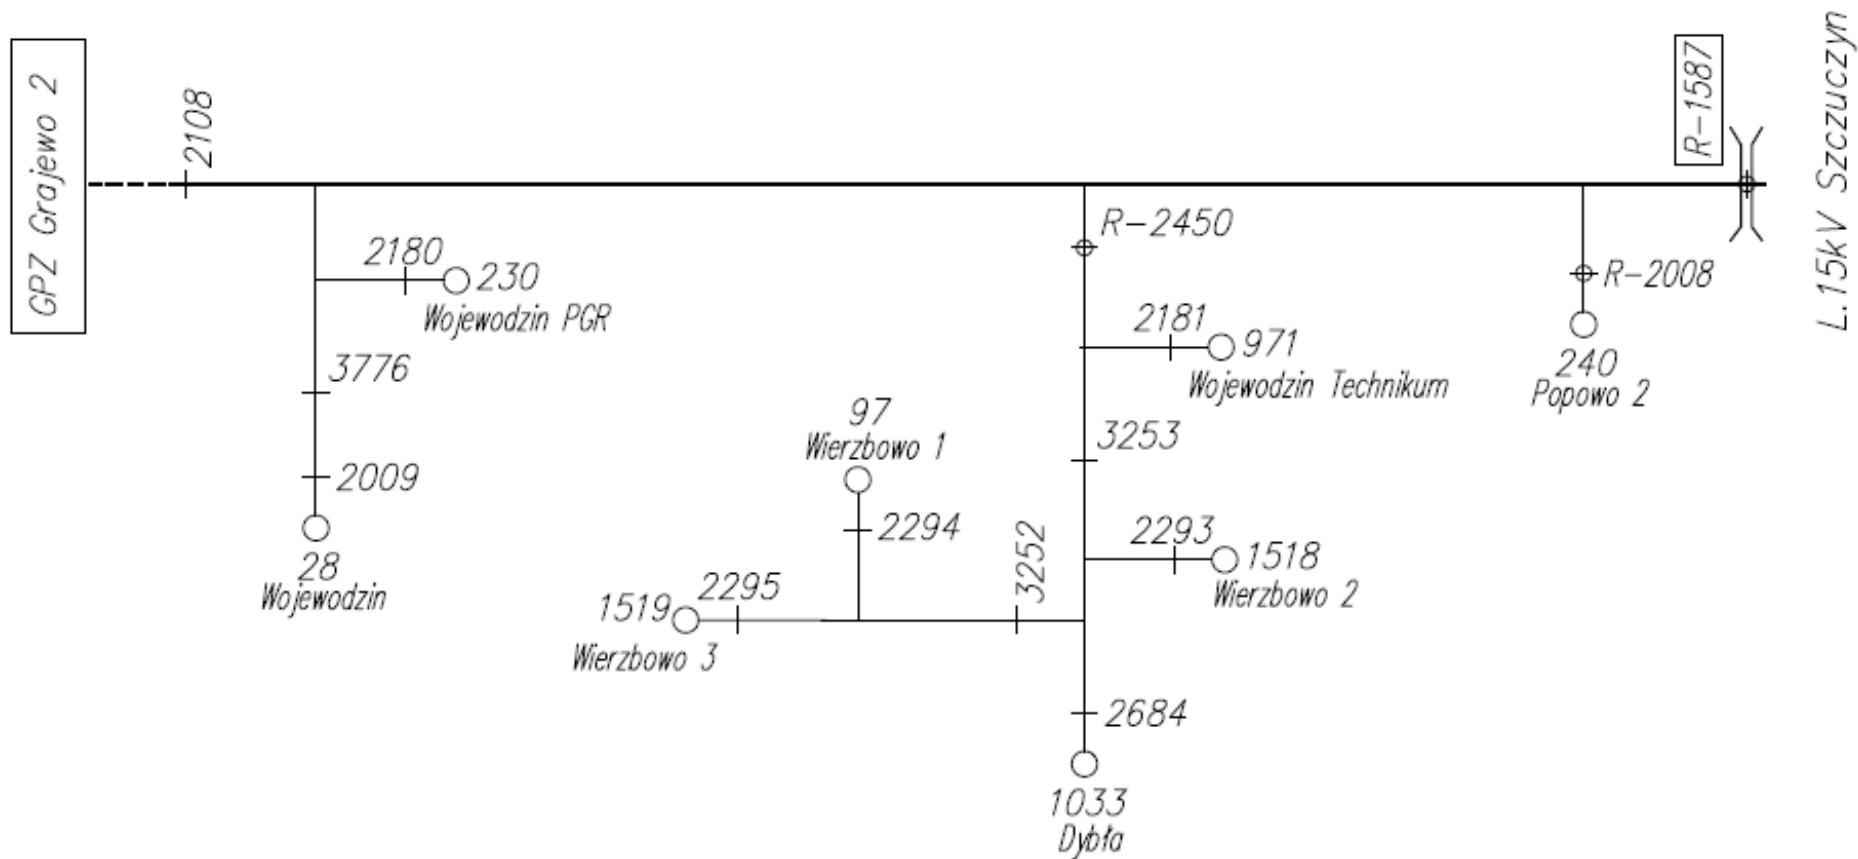 GPZ Grajewo 2
2108
R-1587
L.15kV Szczuczyn
R-2450
2180
230
Wojewodzin PGR
R-2008
240
Popowo 2
2181
971
Wojewodzin Technikum
3776
97
Wierzbowo 1
3253
2009
2294
28
Wojewodzin
3252
2293
1518
Wierzbowo 2
2295
1519
Wierzbowo 3
2684
1033
Dybła